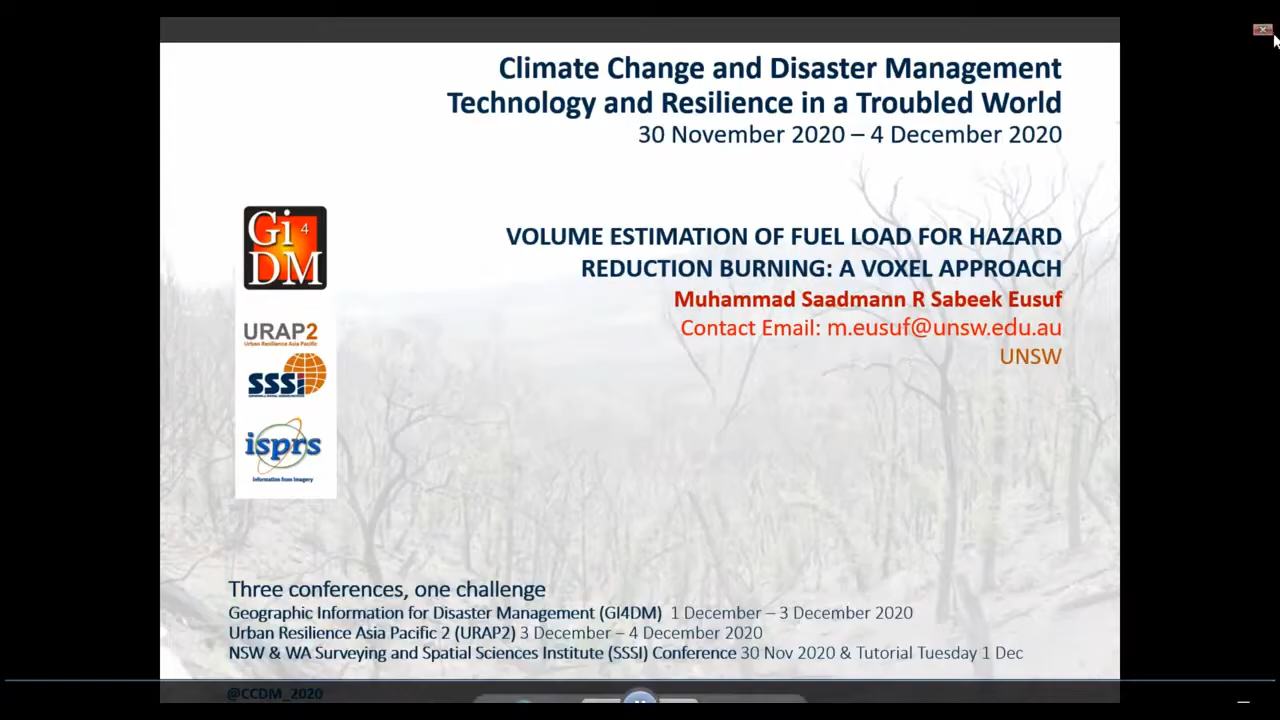 Climate Change and Disaster Management
Technology and Resilience in a Troubled World
30 November 2020 – 4 December 2020
Gi4
DM
URAP2
Urban Resilience Asia Pacific
SSSi
isprs
Information from Imagery
VOLUME ESTIMATION OF FUEL LOAD FOR HAZARD
REDUCTION BURNING: A VOXEL APPROACH
Muhammad Saadmann R Sabeek Eusuf
Contact Email: m.eusuf@unsw.edu.au
UNSW
Three conferences, one challenge
Geographic Information for Disaster Management (GI4DM) 1 December – 3 December 2020
Urban Resilience Asia Pacific 2 (URAP2) 3 December – 4 December 2020
NSW & WA Surveying and Spatial Sciences Institute (SSSI) Conference 30 Nov 2020 & Tutorial Tuesday 1 Dec
@CCDM_2020